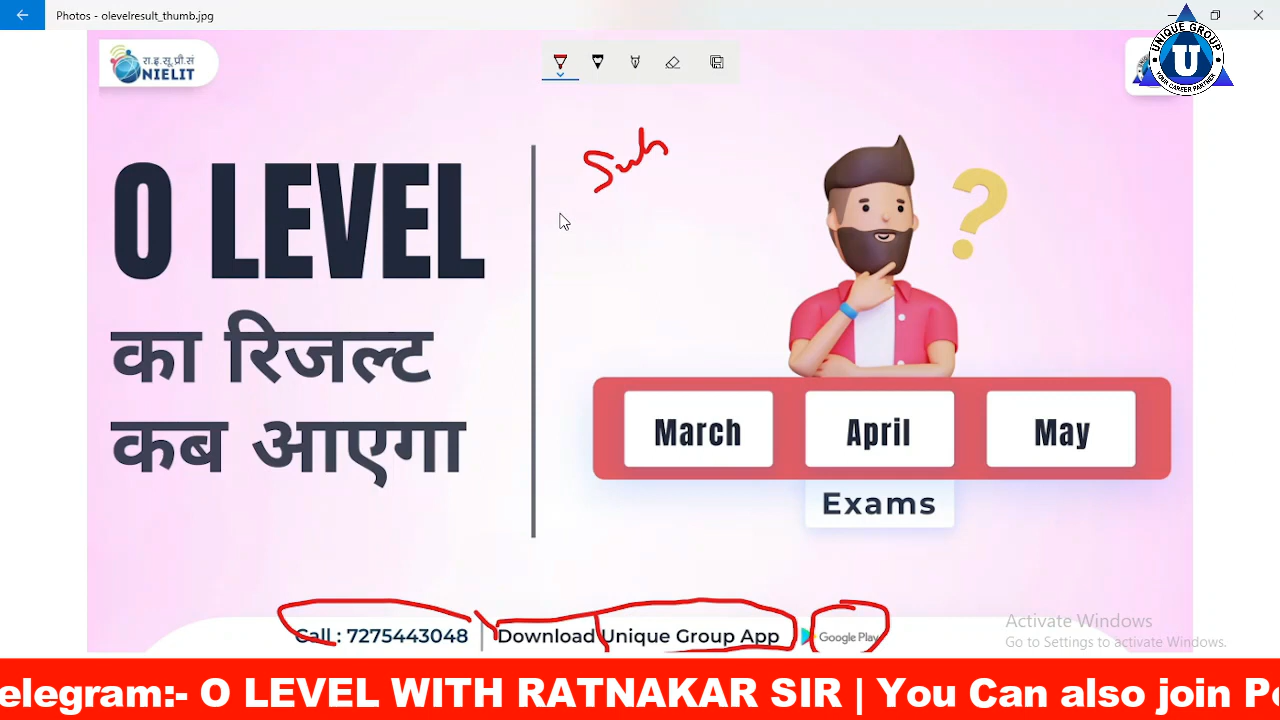 Photos - olevelresult_thumb.jpg
रा.इ.सू.प्रौ.सं
NIELIT
UNIQUE GROUP
U
YOUR CAREER PARTNER
Sub
O LEVEL
का रिजल्ट
कब आएगा
?
March April May
Exams
Call : 7275443048 | Download Unique Group App Google Play
Activate Windows
Go to Settings to activate Windows.
elegram:- O LEVEL WITH RATNAKAR SIR | You Can also join